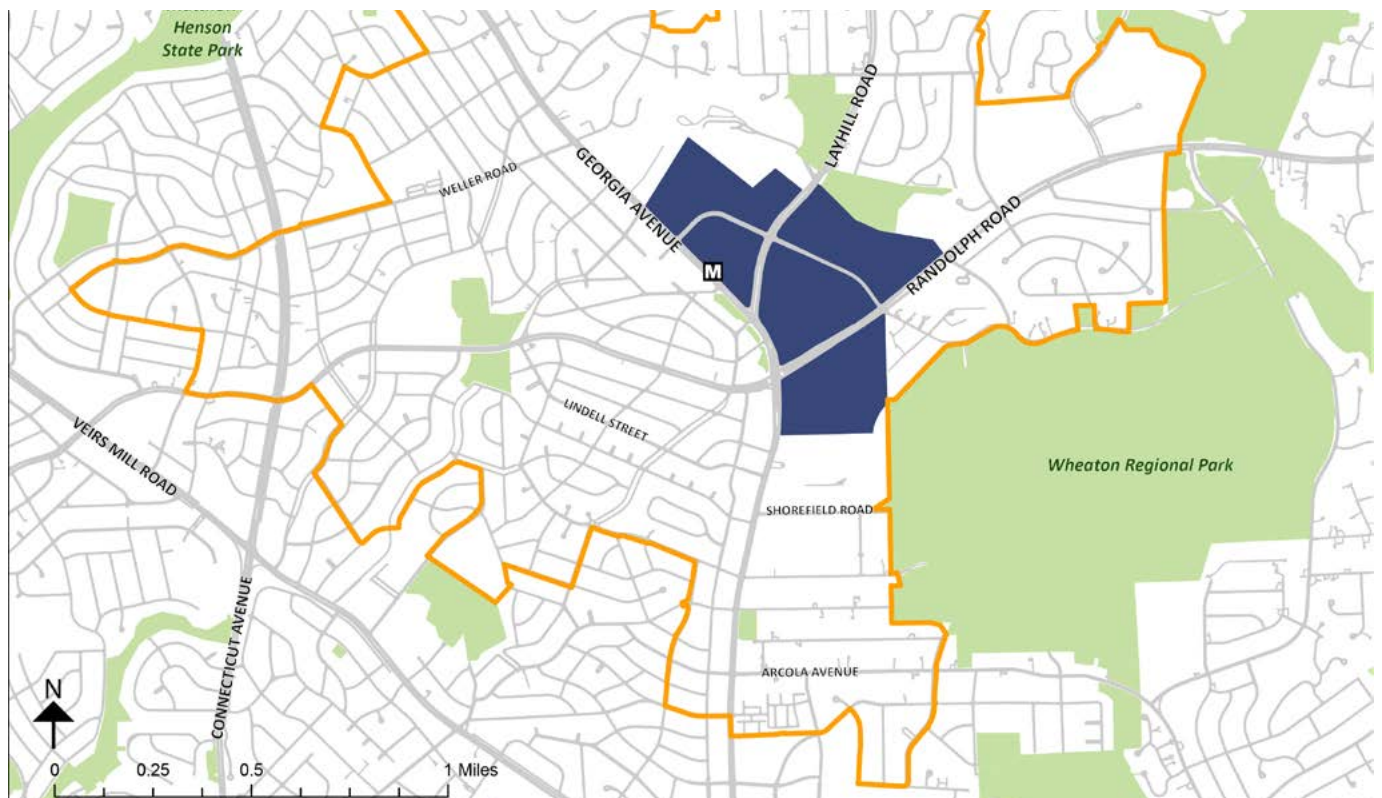 Henson
State Park
LAYHILL ROAD
GEORGIA AVENUE
WELLER ROAD
RANDOLPH ROAD
M
LINDELL STREET
VEIRS MILL ROAD
Wheaton Regional Park
SHOREFIELD ROAD
CONNECTICUT AVENUE
ARCOLA AVENUE
N
0 0.25 0.5 1 Miles